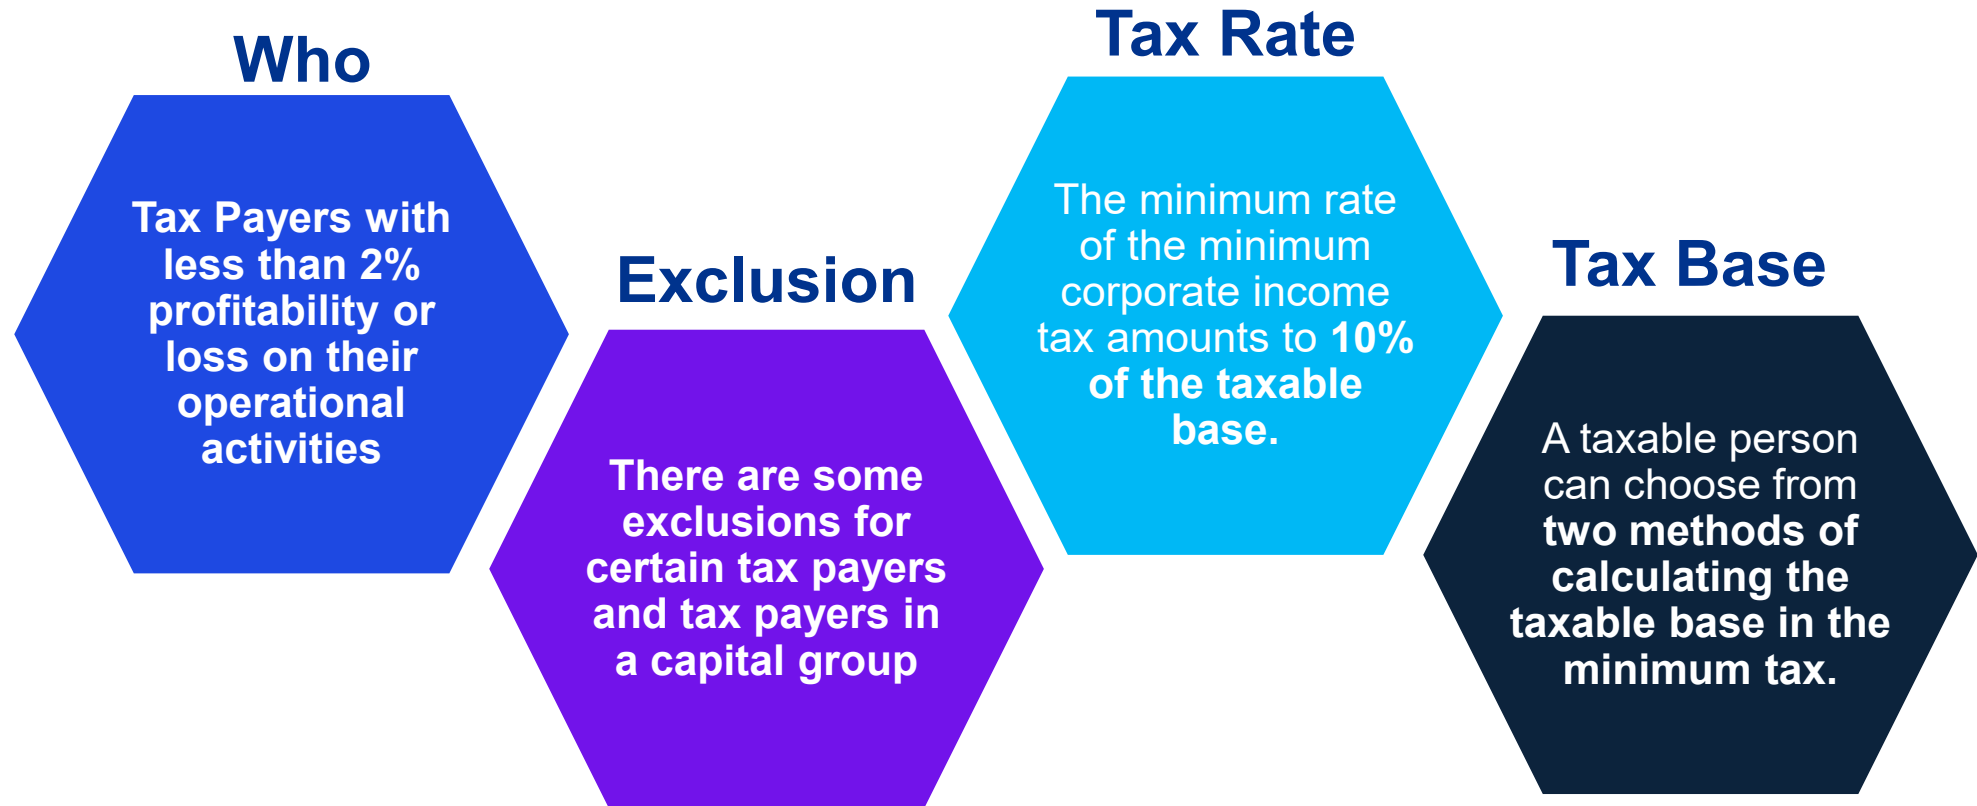 Who
Tax Payers with
less than 2%
profitability or
loss on their
operational
activities
Exclusion
There are some
exclusions for
certain tax payers
and tax payers in
a capital group
Tax Rate
The minimum rate
of the minimum
corporate income
tax amounts to 10%
of the taxable
base.
Tax Base
A taxable person
can choose from
two methods of
calculating the
taxable base in the
minimum tax.